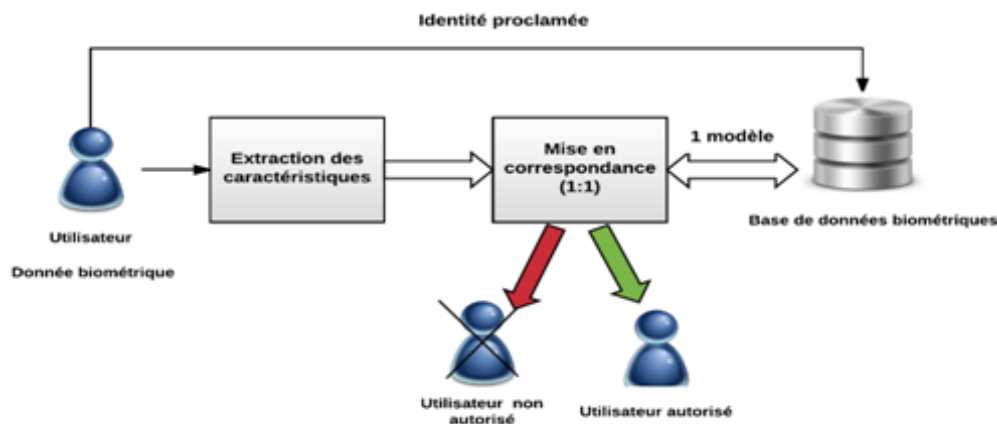 Identité proclamée
Extraction des
caractéristiques
Mise en
correspondance
(1:1)
1 modèle
Utilisateur
Donnée biométrique
Base de données biométriques
Utilisateur non
autorisé
Utilisateur autorisé